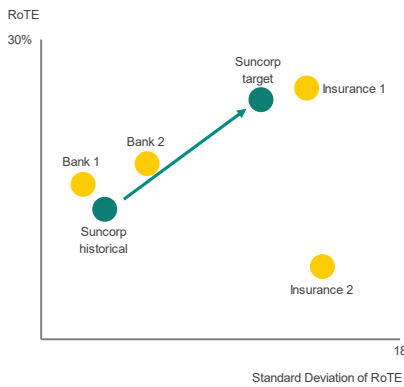 RoTE
30%
Suncorp
target
Insurance 1
Bank 2
Bank 1
Suncorp
historical
Insurance 2
18
Standard Deviation of RoTE